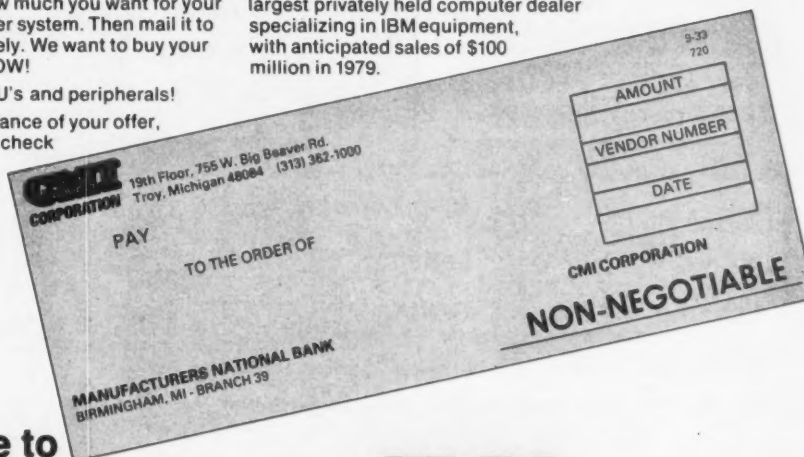 w much you want for your
er system. Then mail it to
ely. We want to buy your
OW!
U's and peripherals!
ance of your offer,
check
largest privately held computer dealer
specializing in IBM equipment,
with anticipated sales of $100
million in 1979.
CMI
CORPORATION
19th Floor, 755 W. Big Beaver Rd.
Troy, Michigan 48084 (313) 362-1000
9-33
720
AMOUNT
VENDOR NUMBER
DATE
PAY
TO THE ORDER OF
CMI CORPORATION
NON-NEGOTIABLE
MANUFACTURERS NATIONAL BANK
BIRMINGHAM, MI - BRANCH 39
e to